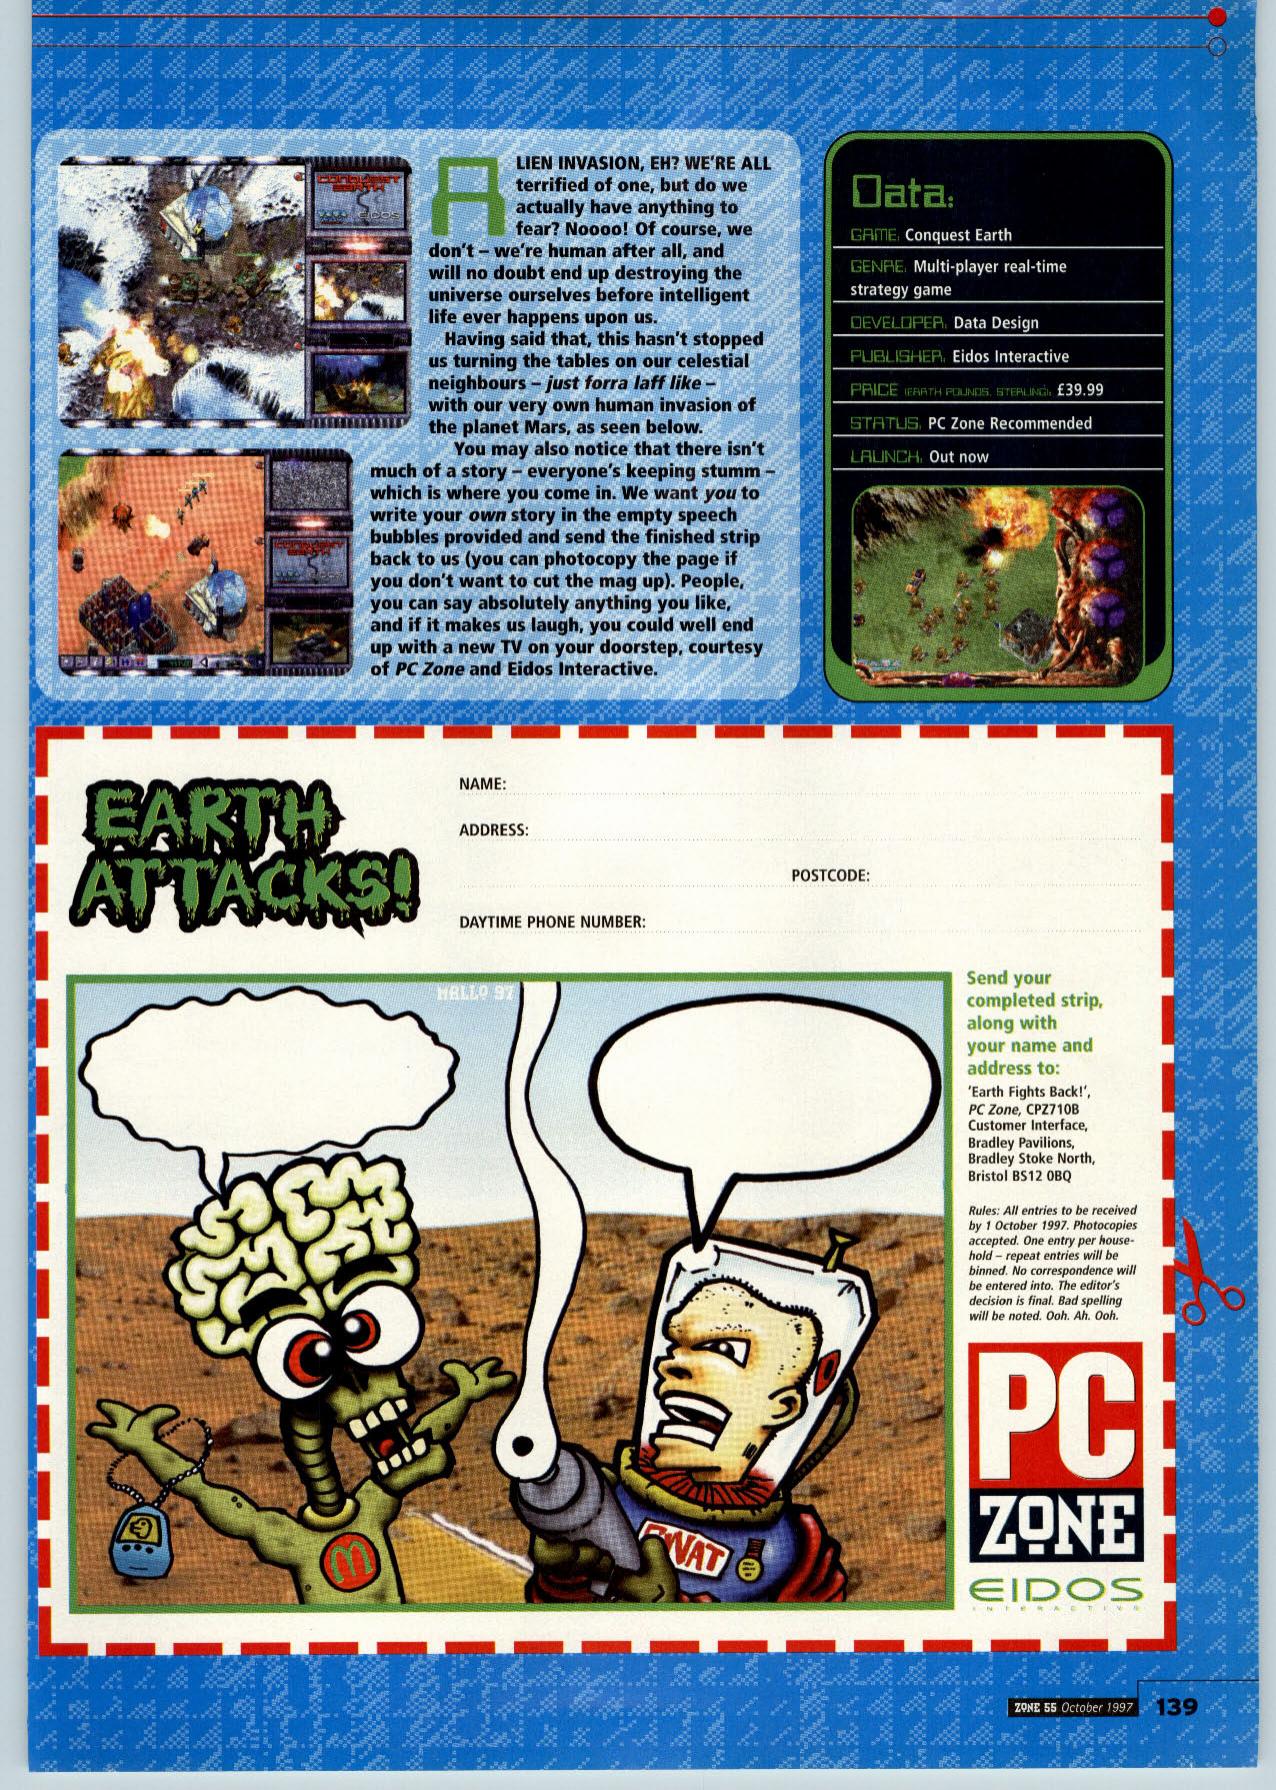 ALIEN INVASION, EH? WE'RE ALL
terrified of one, but do we
actually have anything to
fear? Noooo! Of course, we
don't – we're human after all, and
will no doubt end up destroying the
universe ourselves before intelligent
life ever happens upon us.
Having said that, this hasn't stopped
us turning the tables on our celestial
neighbours – just forra laff like –
with our very own human invasion of
the planet Mars, as seen below.
You may also notice that there isn't
much of a story – everyone's keeping stumm –
which is where you come in. We want you to
write your own story in the empty speech
bubbles provided and send the finished strip
back to us (you can photocopy the page if
you don't want to cut the mag up). People,
you can say absolutely anything you like,
and if it makes us laugh, you could well end
up with a new TV on your doorstep, courtesy
of PC Zone and Eidos Interactive.
CONQUEST
EARTH
EIDOS
CONQUEST
EARTH
Data:
GAME: Conquest Earth
GENRE: Multi-player real-time
strategy game
DEVELOPER: Data Design
PUBLISHER: Eidos Interactive
PRICE (EARTH POUNDS, STERLING): £39.99
STATUS: PC Zone Recommended
LAUNCH: Out now
EARTH
ATTACKS!
NAME:
ADDRESS:
POSTCODE:
DAYTIME PHONE NUMBER:
MALLO 97
M
SWAT
Send your
completed strip,
along with
your name and
address to:
'Earth Fights Back!',
PC Zone, CPZ710B
Customer Interface,
Bradley Pavilions,
Bradley Stoke North,
Bristol BS12 0BQ
Rules: All entries to be received
by 1 October 1997. Photocopies
accepted. One entry per house-
hold – repeat entries will be
binned. No correspondence will
be entered into. The editor's
decision is final. Bad spelling
will be noted. Ooh. Ah. Ooh.
PC
ZONE
EIDOS
INTERACTIVE
ZONE 55 October 1997 139